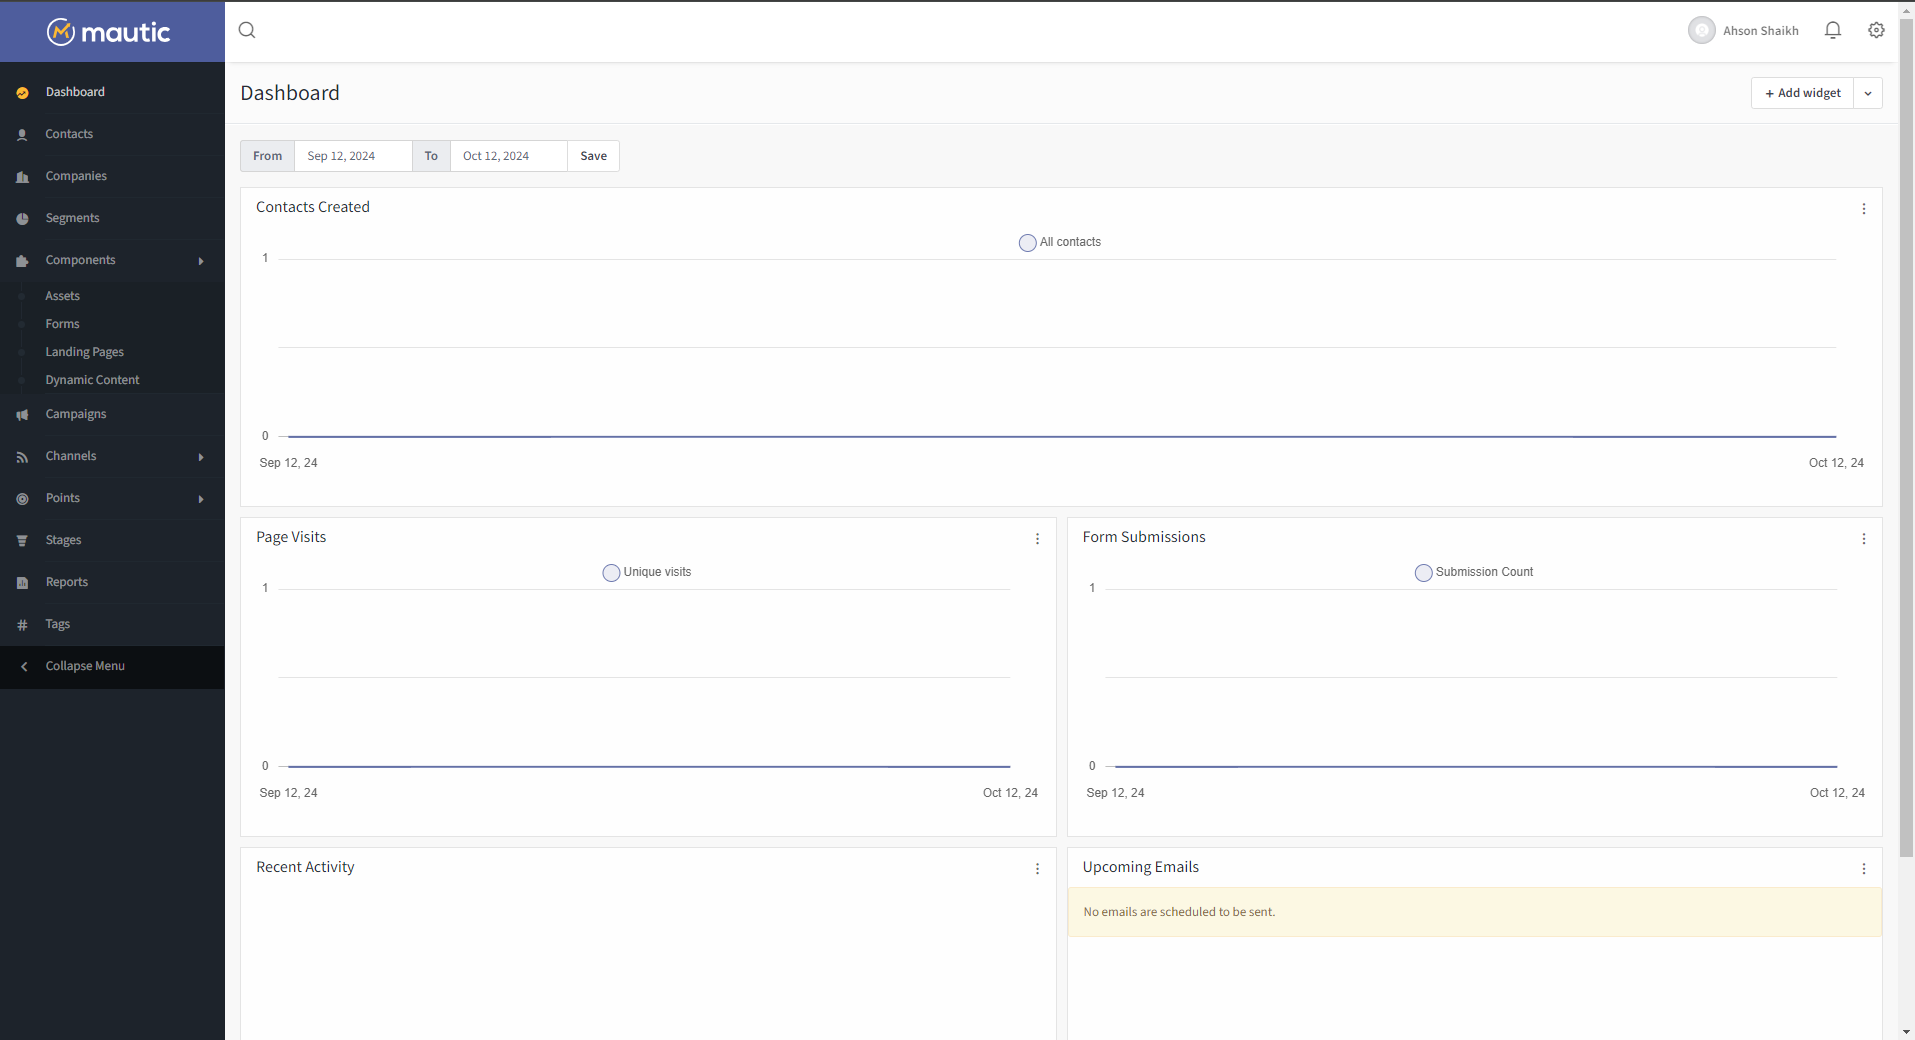 mautic
Ahson Shaikh
Dashboard
Contacts
Companies
Segments
Components
Assets
Forms
Landing Pages
Dynamic Content
Campaigns
Channels
Points
Stages
Reports
Tags
Collapse Menu
Dashboard
+ Add widget
From Sep 12, 2024 To Oct 12, 2024 Save
Contacts Created
All contacts
1
0
Sep 12, 24 Oct 12, 24
Page Visits
Unique visits
1
0
Sep 12, 24 Oct 12, 24
Form Submissions
Submission Count
1
0
Sep 12, 24 Oct 12, 24
Recent Activity
Upcoming Emails
No emails are scheduled to be sent.